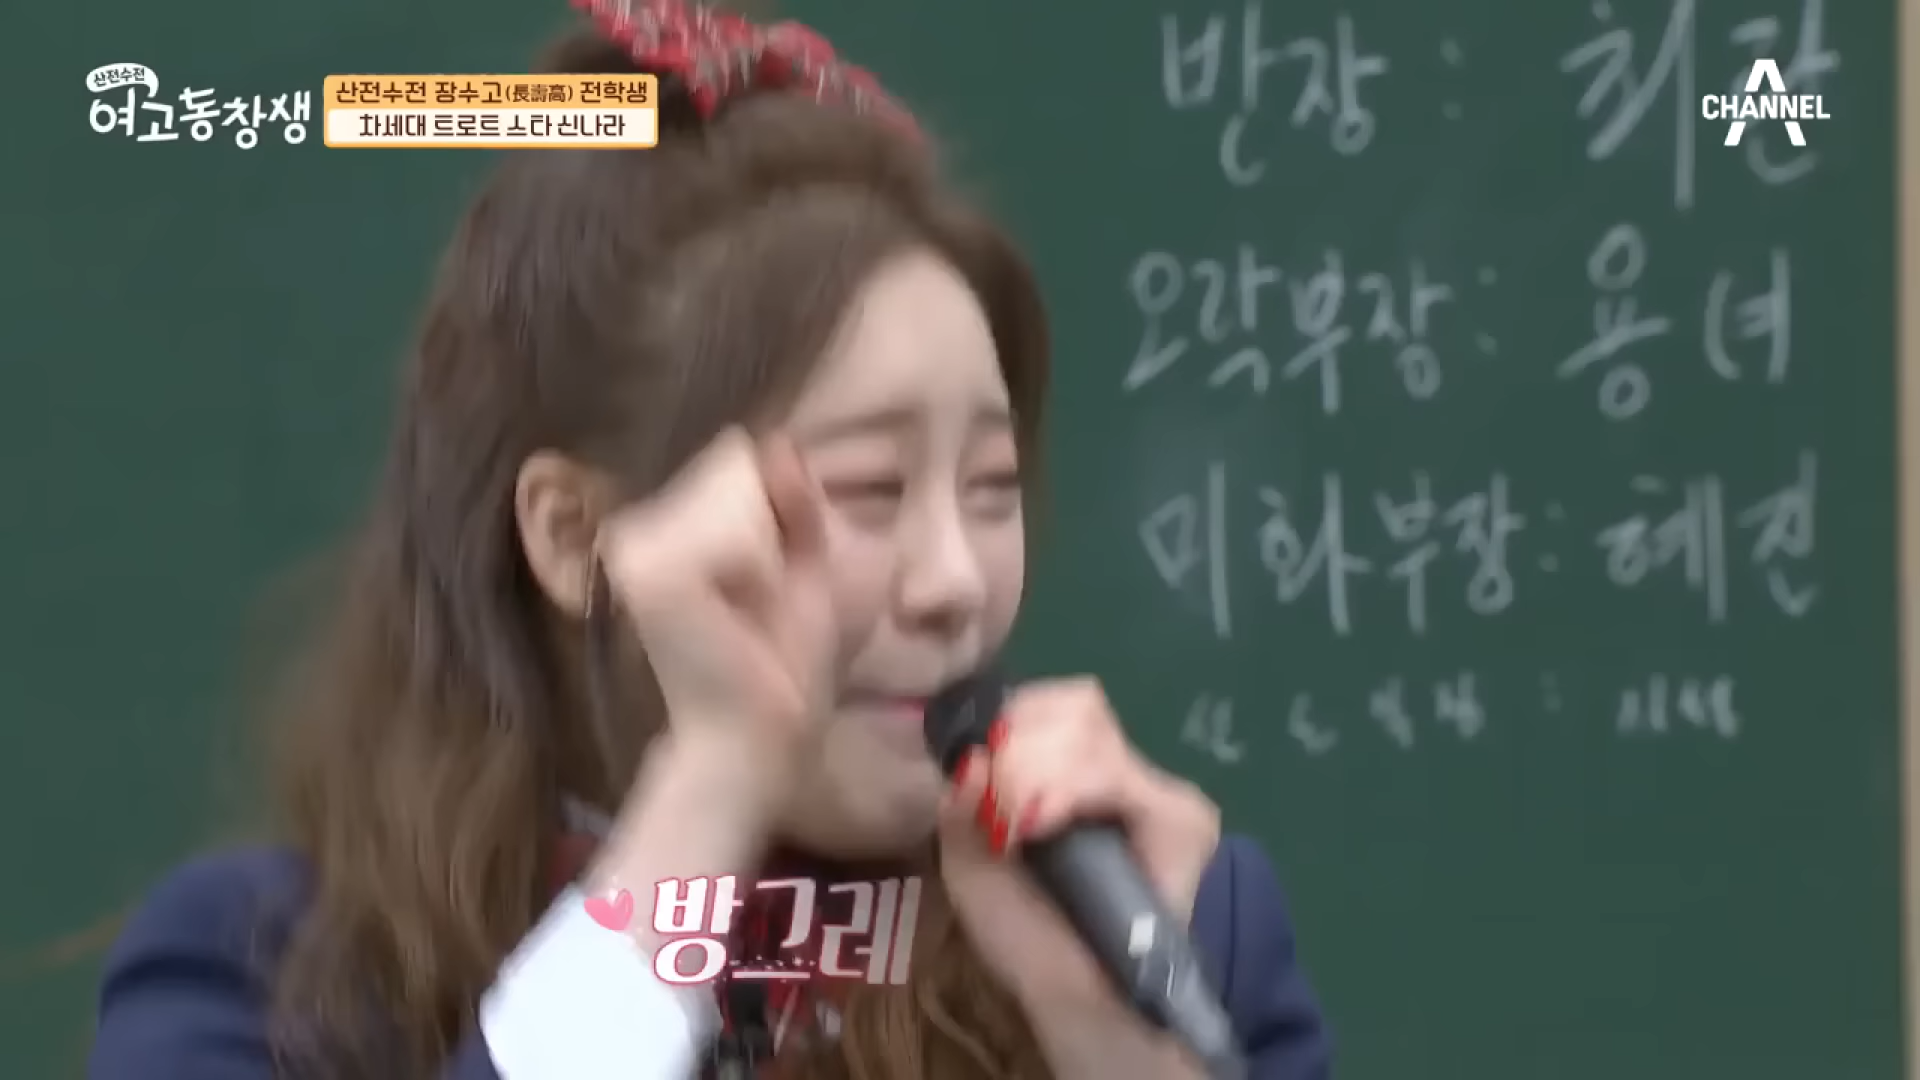 산전수전
여고동창생
산전수전 장수고(長壽高) 전학생
차세대 트로트 스타 신나라
CHANNEL A
반장 : 최란
오락부장 : 용녀
미화부장 : 혜진
방그레